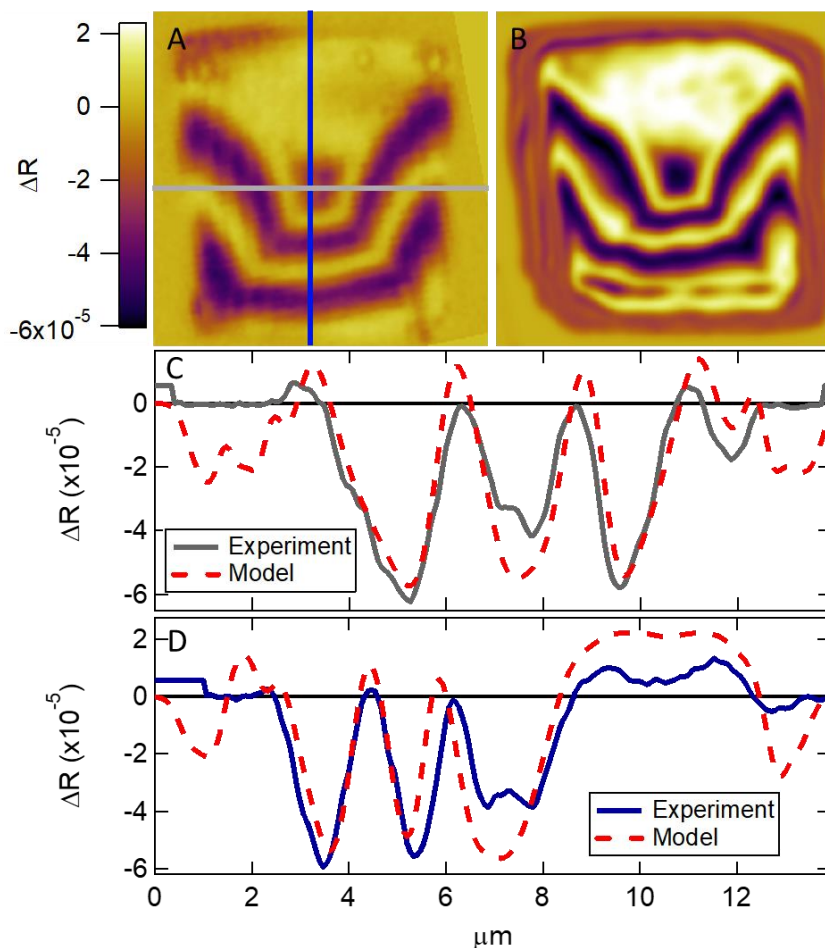 A
B
2
0
-2
-4
-6x10⁻⁵
ΔR
C
0
-2
-4
-6
ΔR (x10⁻⁵)
Experiment
Model
D
2
0
-2
-4
-6
ΔR (x10⁻⁵)
Experiment
Model
0 2 4 6 8 10 12
μm